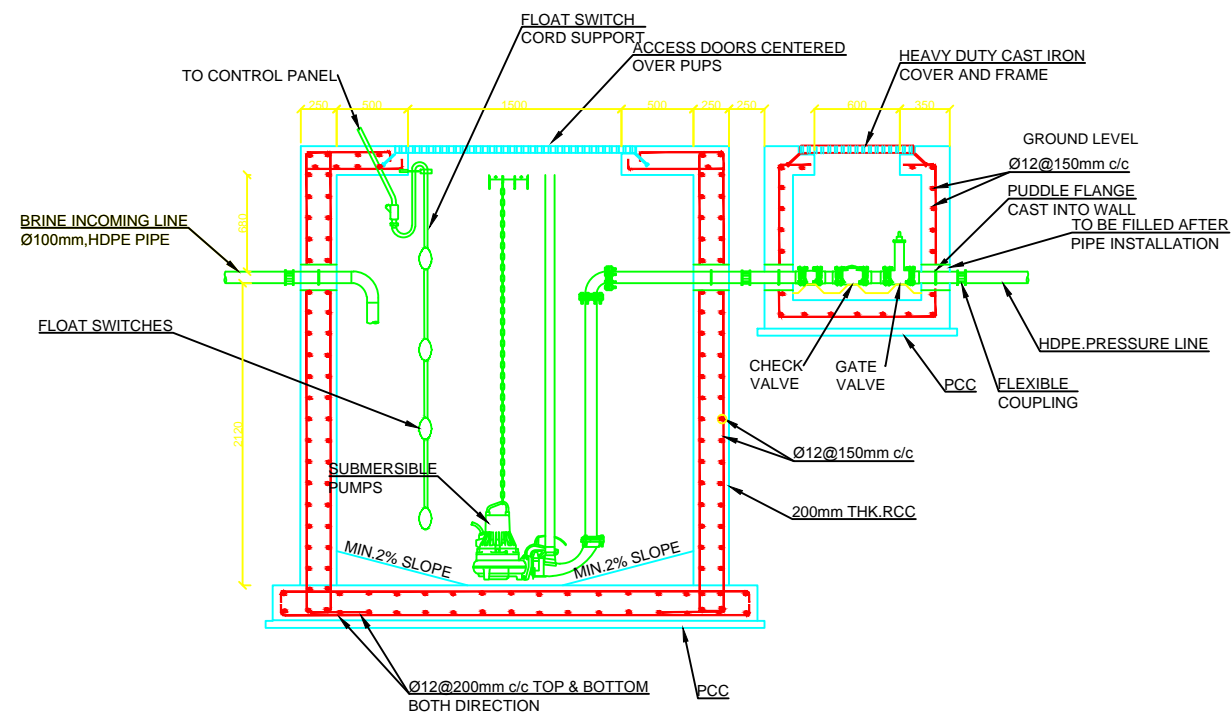 FLOAT SWITCH
CORD SUPPORT
ACCESS DOORS CENTERED
OVER PUPS
HEAVY DUTY CAST IRON
COVER AND FRAME
TO CONTROL PANEL
250
500
1500
500
250
250
600
350
GROUND LEVEL
Ø12@150mm c/c
PUDDLE FLANGE
CAST INTO WALL
TO BE FILLED AFTER
PIPE INSTALLATION
BRINE INCOMING LINE
Ø100mm,HDPE PIPE
680
FLOAT SWITCHES
HDPE.PRESSURE LINE
CHECK
VALVE
GATE
VALVE
PCC
FLEXIBLE
COUPLING
2120
Ø12@150mm c/c
SUBMERSIBLE
PUMPS
200mm THK.RCC
MIN.2% SLOPE
MIN.2% SLOPE
Ø12@200mm c/c TOP & BOTTOM
BOTH DIRECTION
PCC